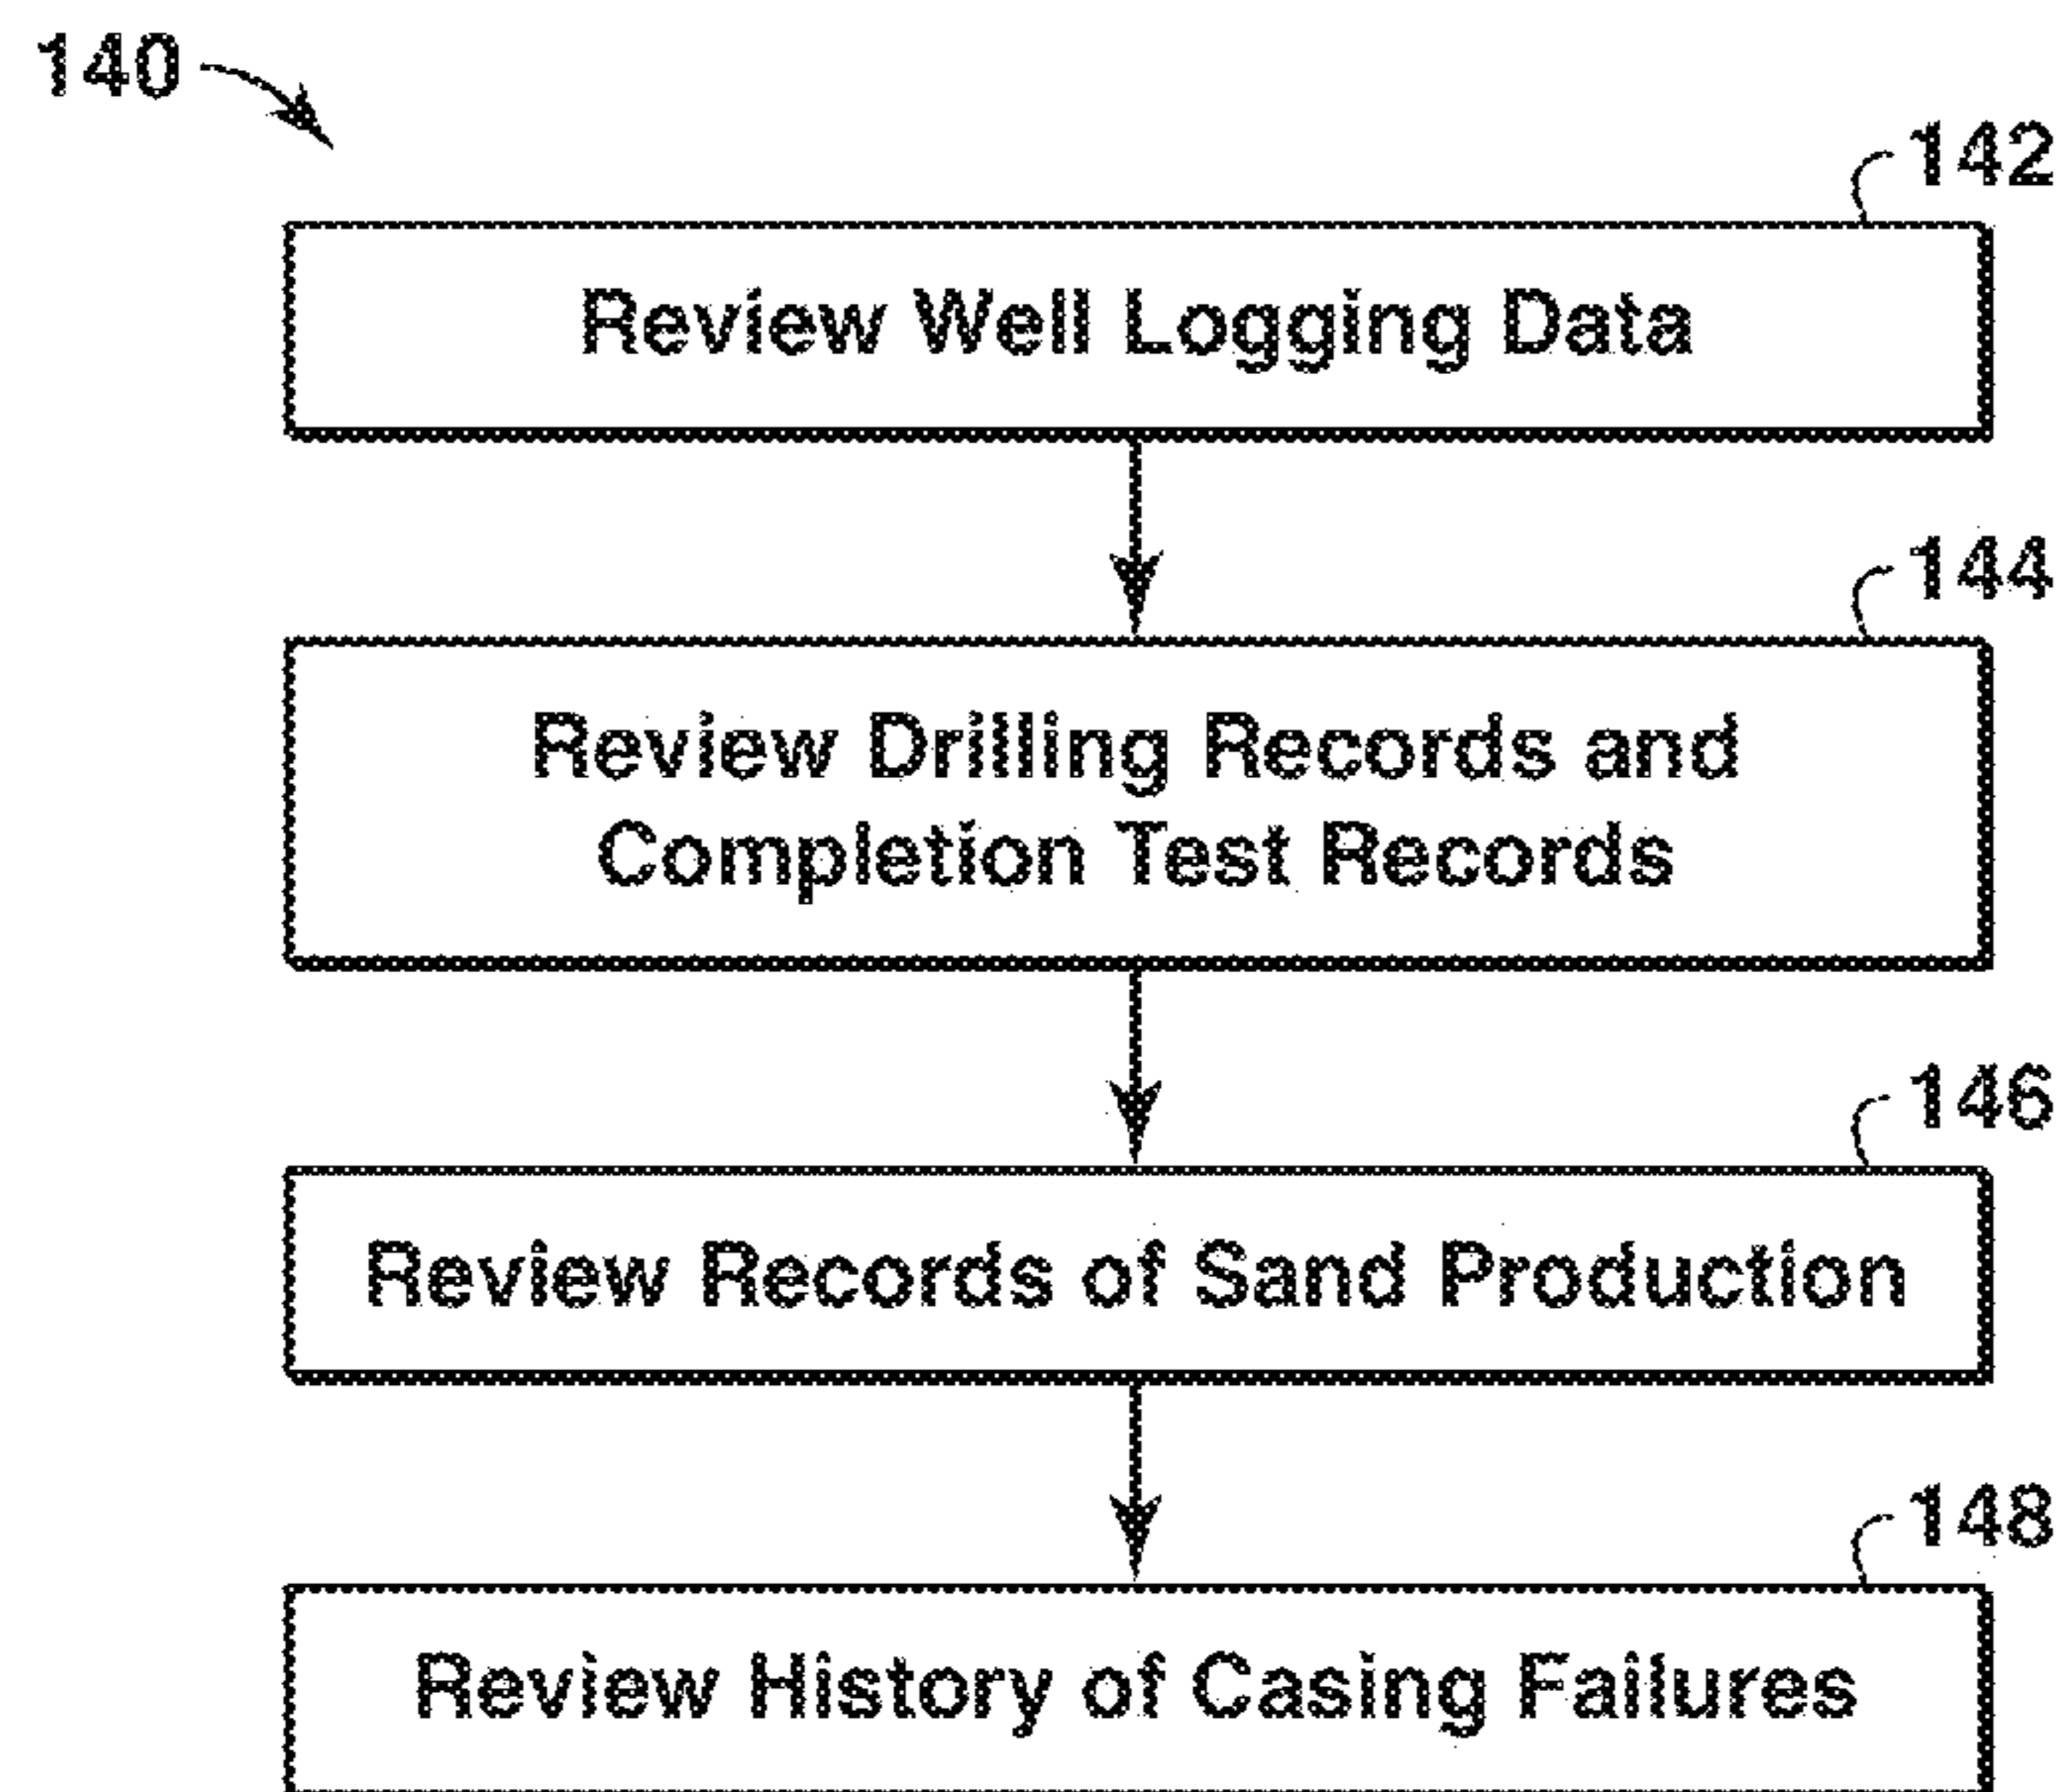 140
142
Review Well Logging Data
144
Review Drilling Records and
Completion Test Records
146
Review Records of Sand Production
148
Review History of Casing Failures